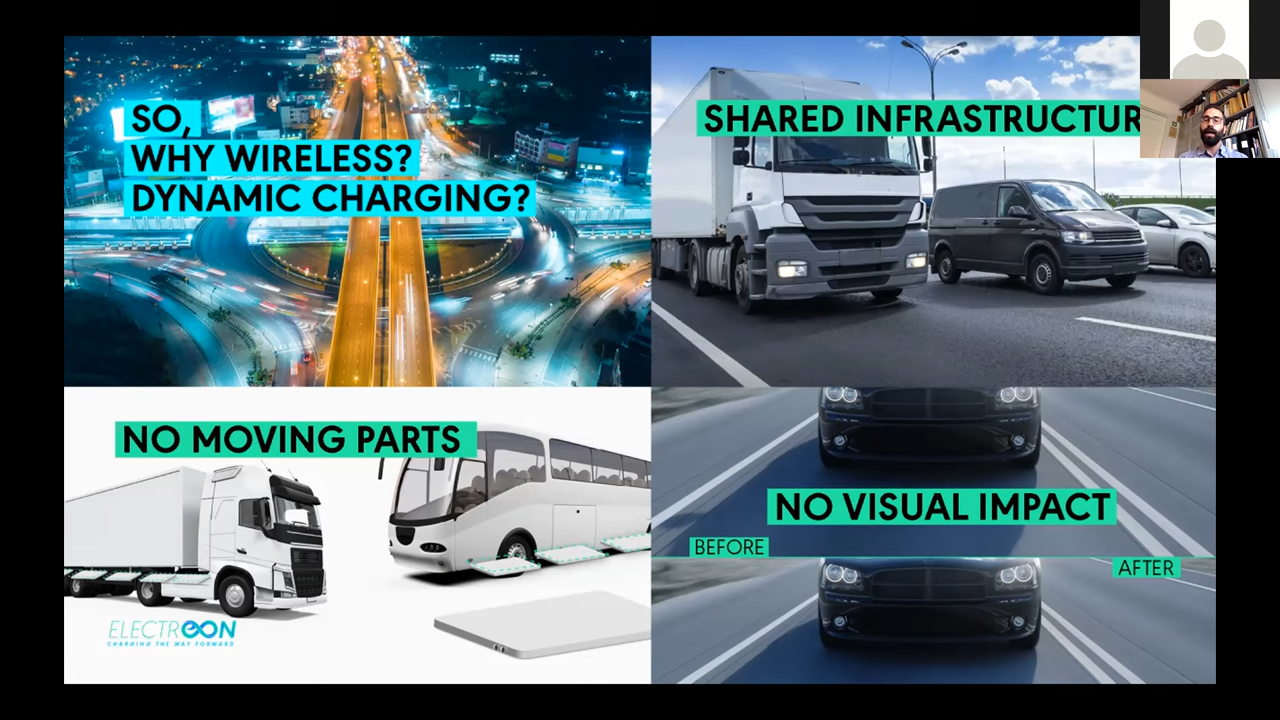 SO,
WHY WIRELESS?
DYNAMIC CHARGING?
SHARED INFRASTRUCTUR
NO MOVING PARTS
NO VISUAL IMPACT
BEFORE
AFTER
ELECTREON
CHARGING THE WAY FORWARD